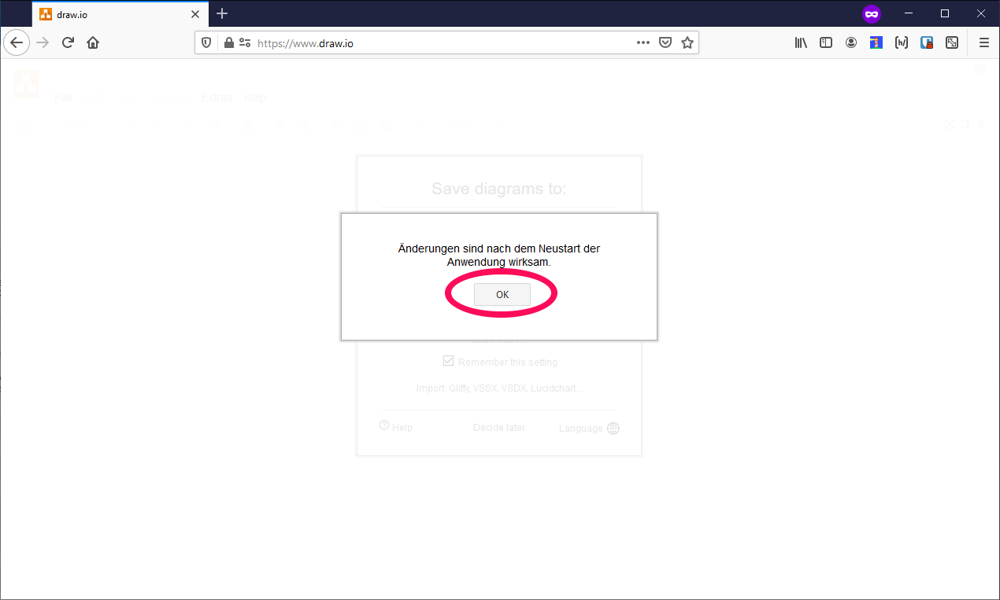 draw.io
https://www.draw.io
File
Extras Help
Save diagrams to:
Änderungen sind nach dem Neustart der
Anwendung wirksam.
OK
Remember this setting
Import: Gliffy, VSSX, VSDX, Lucidchart...
Help Decide later Language